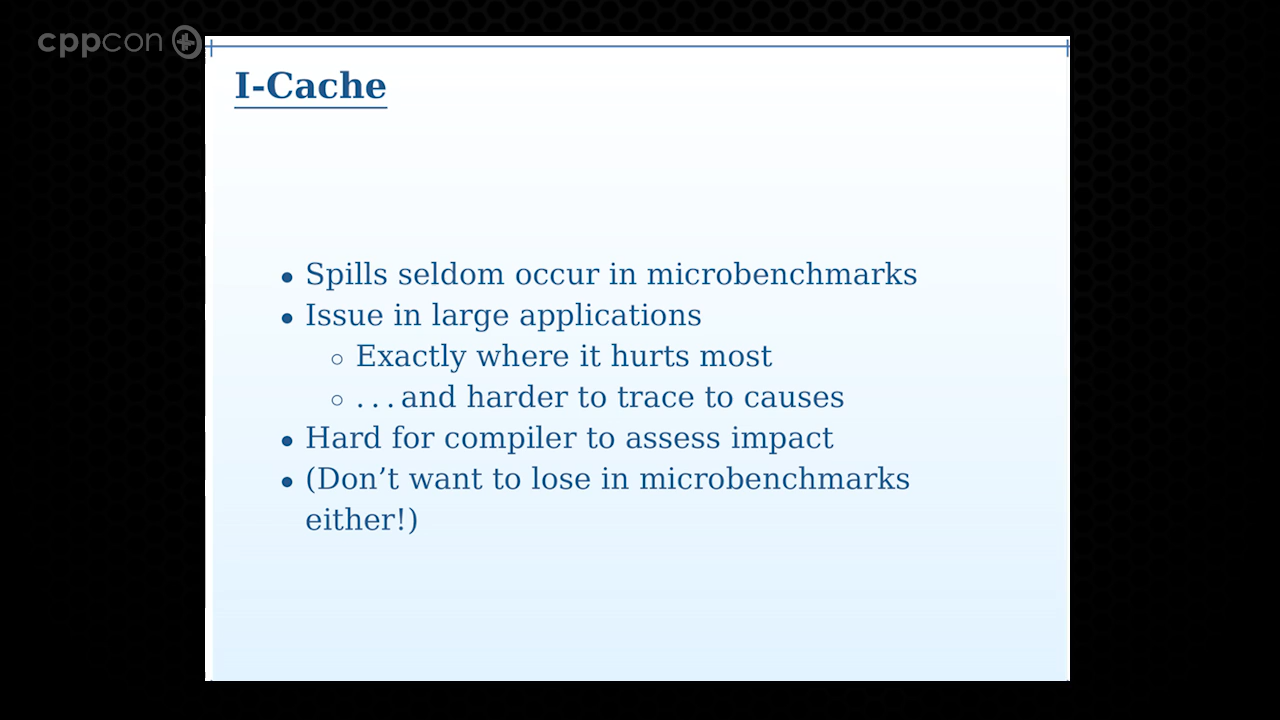 cppcon
I-Cache
• Spills seldom occur in microbenchmarks
• Issue in large applications
○ Exactly where it hurts most
○ ...and harder to trace to causes
• Hard for compiler to assess impact
• (Don’t want to lose in microbenchmarks
either!)